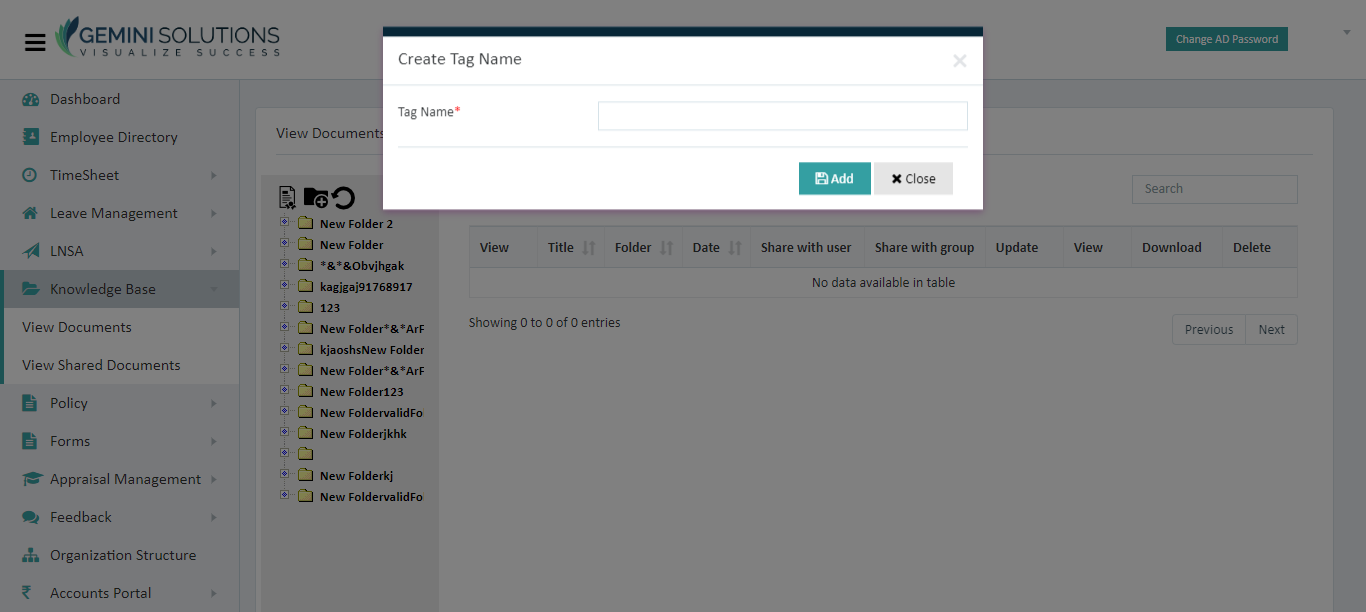 GEMINI SOLUTIONS
VISUALIZE SUCCESS
Change AD Password
Create Tag Name
Tag Name*
Add
Close
Dashboard
Employee Directory
TimeSheet
Leave Management
LNSA
Knowledge Base
View Documents
View Shared Documents
Policy
Forms
Appraisal Management
Feedback
Organization Structure
Accounts Portal
View Documents
New Folder 2
New Folder
*&*&Obvjhgak
kagjgaj91768917
123
New Folder*&*ArF
kjaoshsNew Folder
New Folder*&*ArF
New Folder123
New FoldervalidFo
New Folderjkhk
New Folderkj
New FoldervalidFo
Search
View Title Folder Date Share with user Share with group Update View Download Delete
No data available in table
Showing 0 to 0 of 0 entries
Previous Next